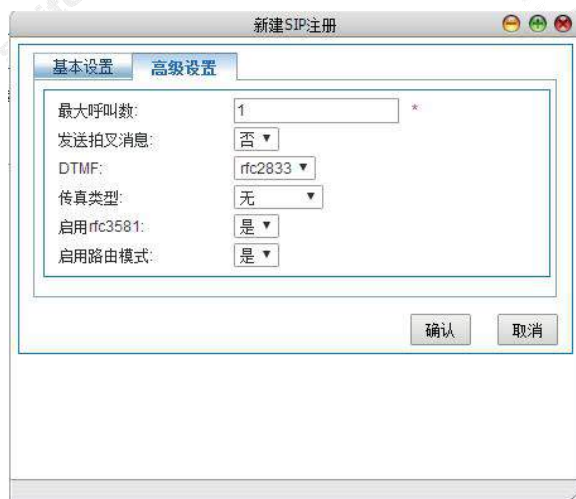 新建SIP注册
基本设置 高级设置
最大呼叫数: 1 *
发送拍叉消息: 否
DTMF: rfc2833
传真类型: 无
启用rfc3581: 是
启用路由模式: 是
确认 取消